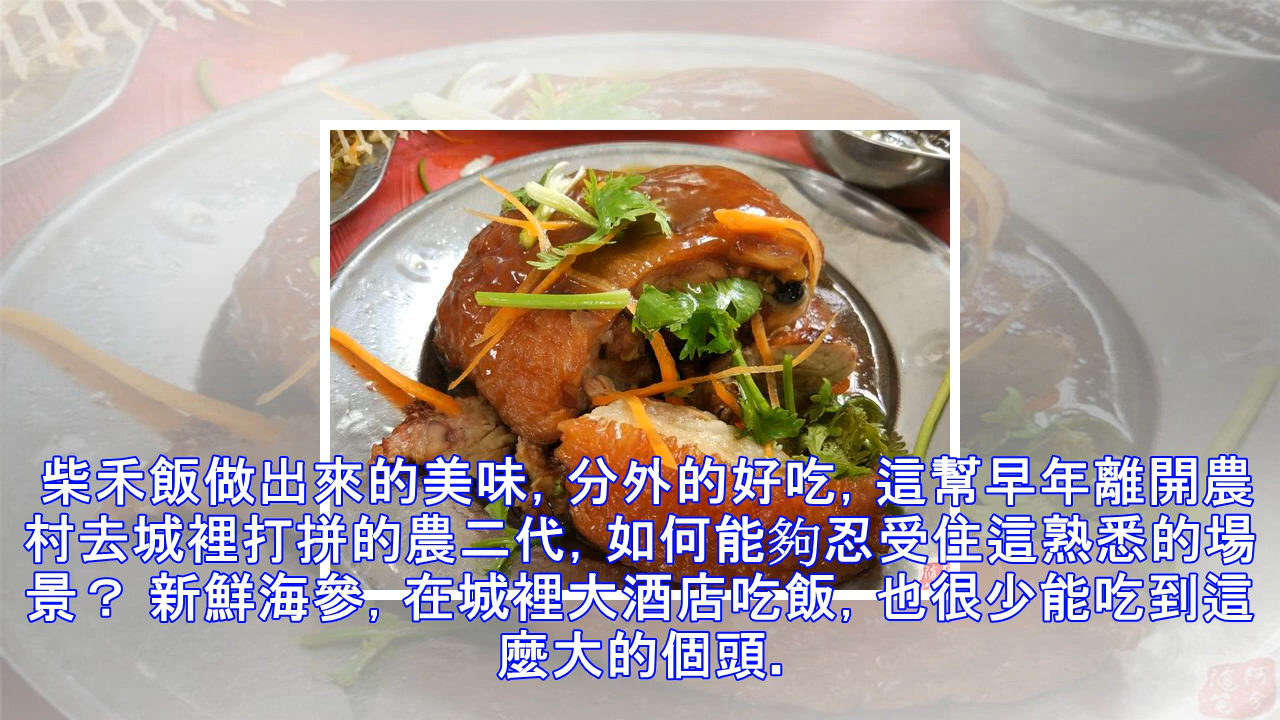 柴禾飯做出來的美味, 分外的好吃, 這幫早年離開農
村去城裡打拼的農二代, 如何能夠忍受住這熟悉的場
景？ 新鮮海參, 在城裡大酒店吃飯, 也很少能吃到這
麼大的個頭.